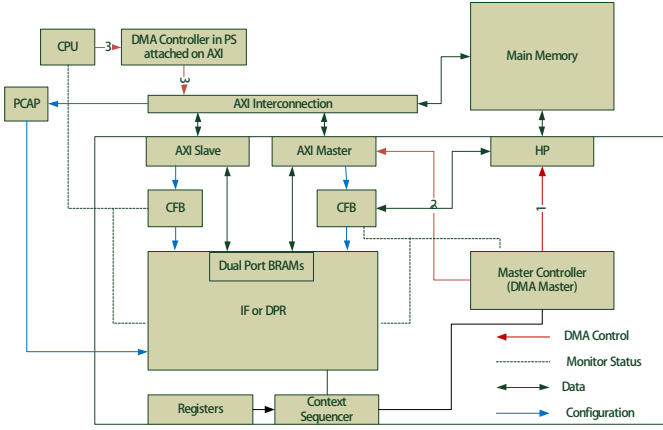 CPU
3
DMA Controller in PS
attached on AXI
Main Memory
3
PCAP
AXI Interconnection
AXI Slave
AXI Master
HP
CFB
CFB
2
1
Dual Port BRAMs
IF or DPR
Master Controller
(DMA Master)
DMA Control
Monitor Status
Data
Configuration
Registers
Context
Sequencer